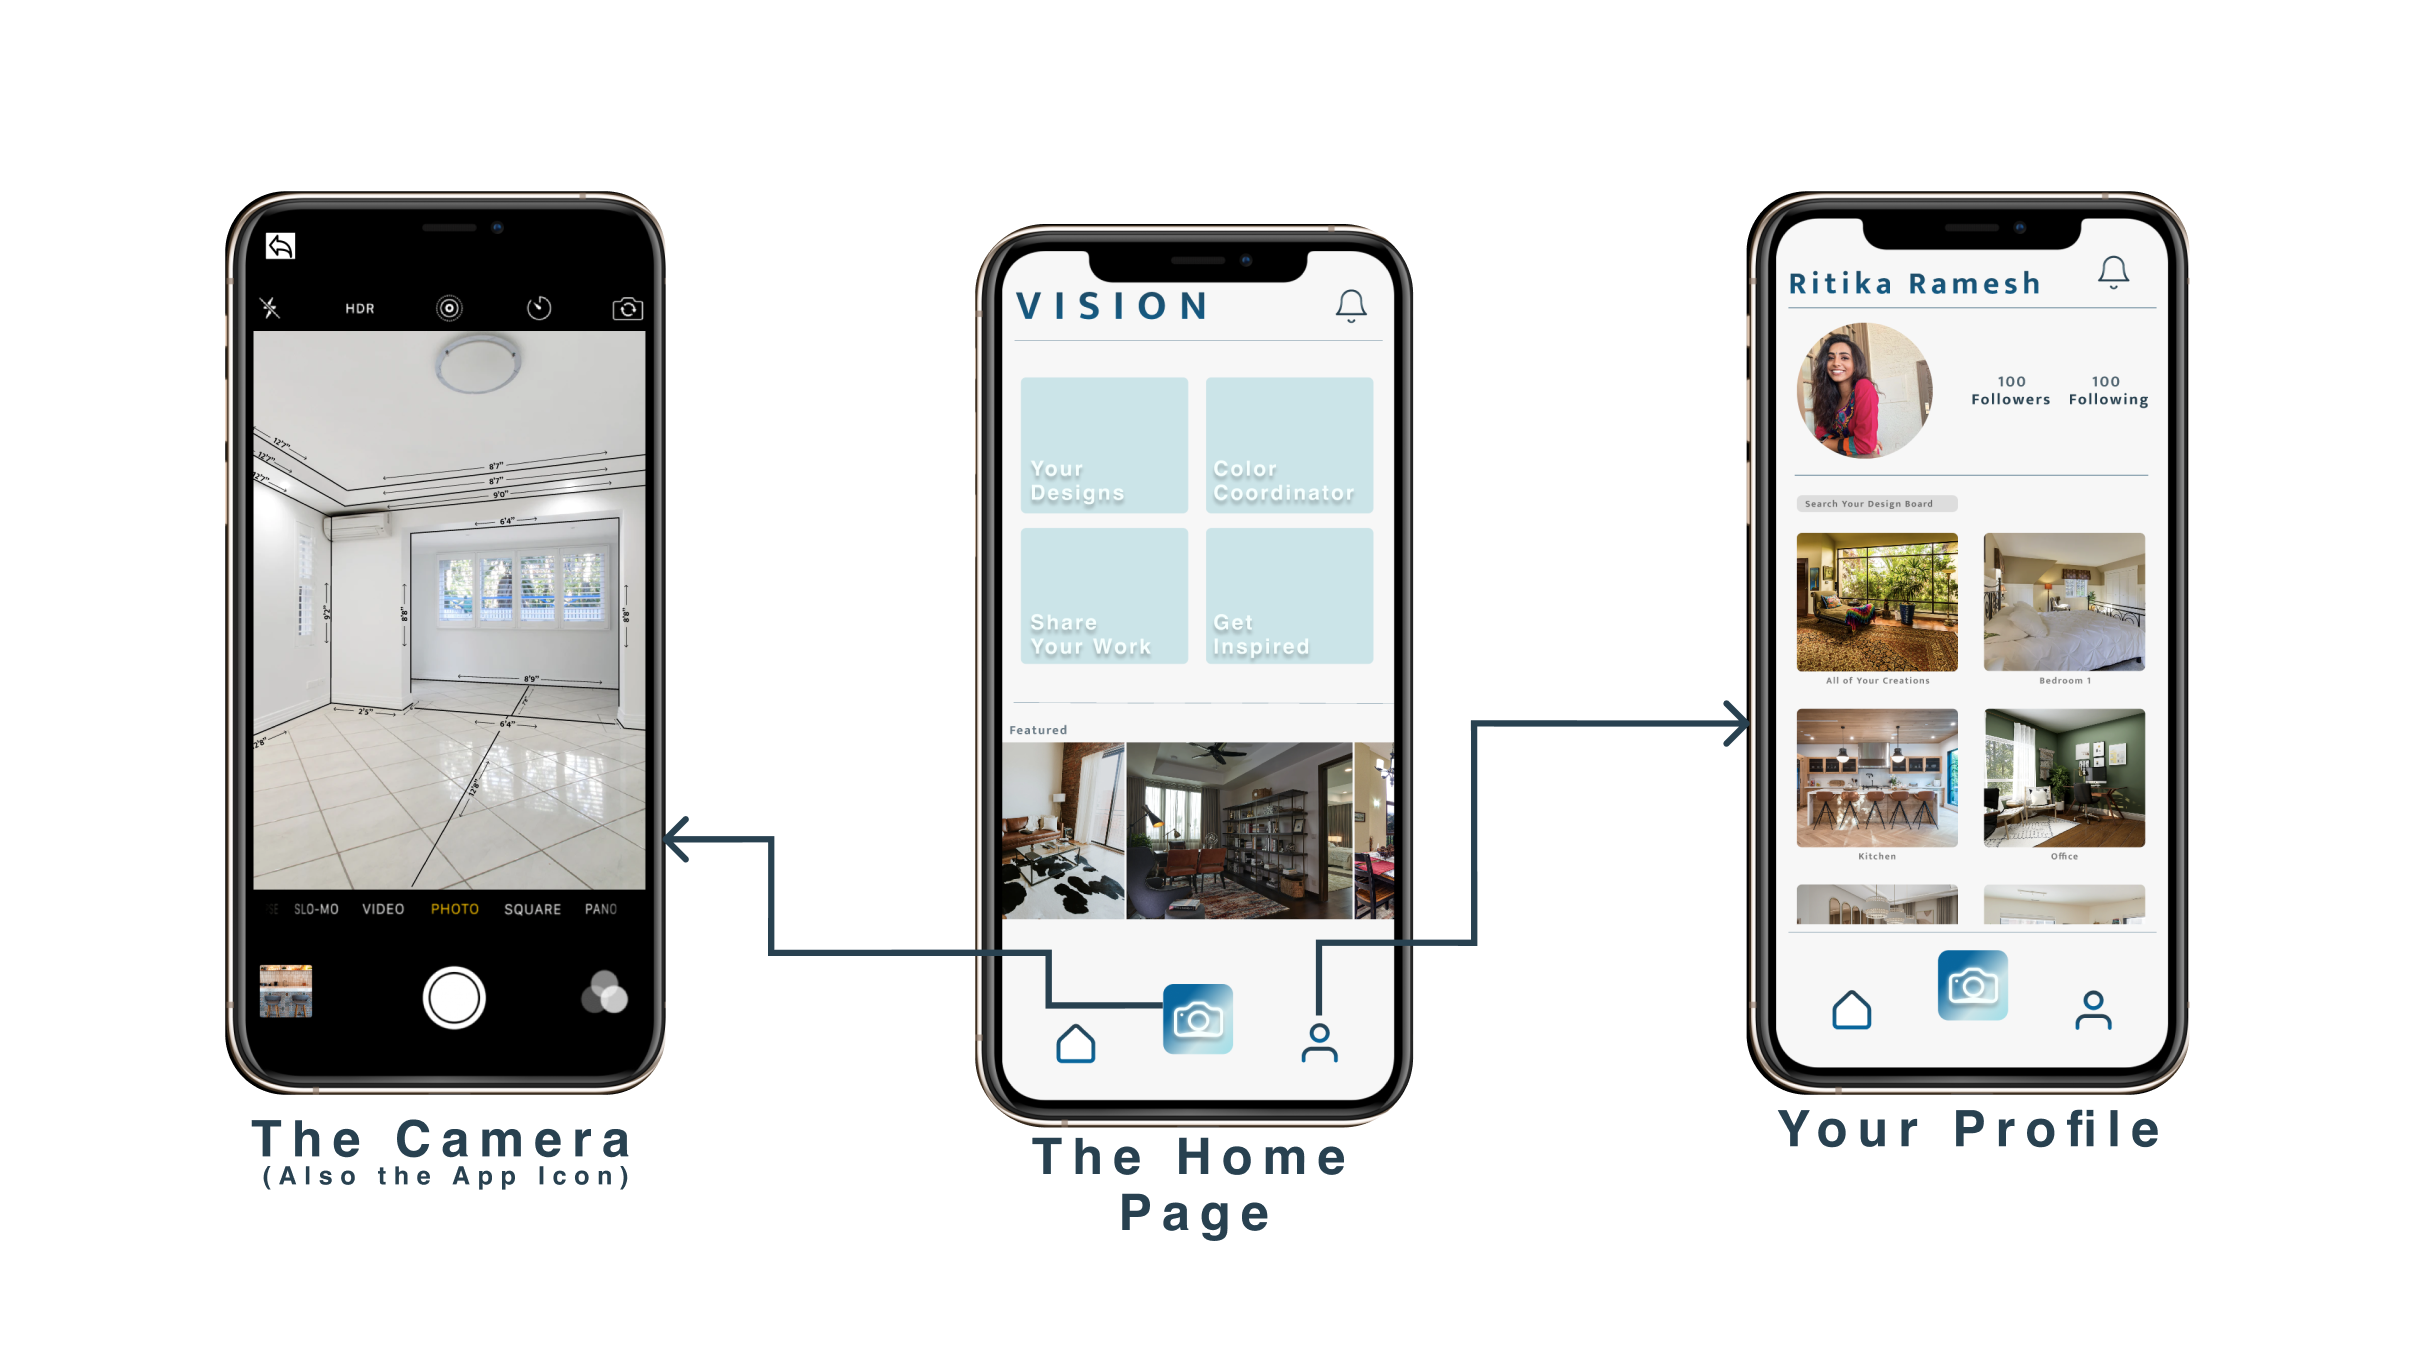 HDR
12'7"
12'7"
12'7"
8'7"
8'7"
9'0"
6'4"
9'2"
8'8"
8'8"
8'9"
2'5"
6'4"
2'8"
12'8"
SLO-MO VIDEO PHOTO SQUARE PANO
The Camera
(Also the App Icon)
VISION
Your
Designs
Color
Coordinator
Share
Your Work
Get
Inspired
Featured
The Home
Page
Ritika Ramesh
100
Followers
100
Following
Search Your Design Board
All of Your Creations
Bedroom 1
Kitchen
Office
Your Profile